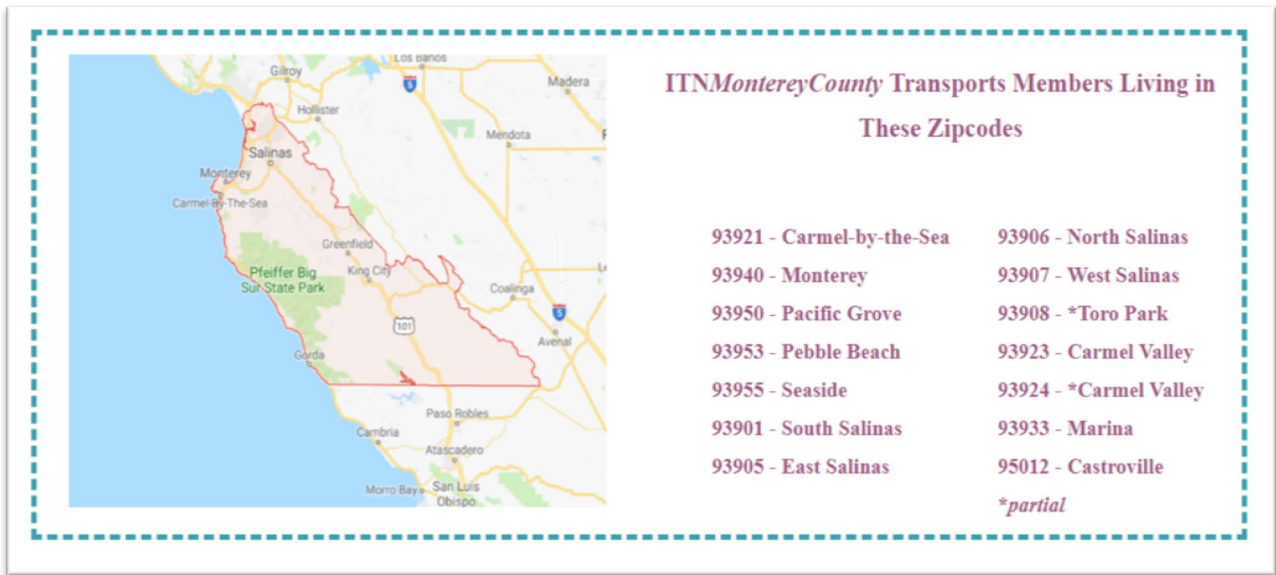 Los Banos
Gilroy
Madera
Hollister
Mendota
Salinas
Monterey
Carmel-By-The-Sea
Greenfield
King City
Pfeiffer Big
Sur State Park
Coalinga
101
Avenal
Gorda
Paso Robles
Cambria
Atascadero
Morro Bay
San Luis
Obispo
ITNMontereyCounty Transports Members Living in
These Zipcodes
93921 - Carmel-by-the-Sea
93940 - Monterey
93950 - Pacific Grove
93953 - Pebble Beach
93955 - Seaside
93901 - South Salinas
93905 - East Salinas
93906 - North Salinas
93907 - West Salinas
93908 - *Toro Park
93923 - Carmel Valley
93924 - *Carmel Valley
93933 - Marina
95012 - Castroville
*partial